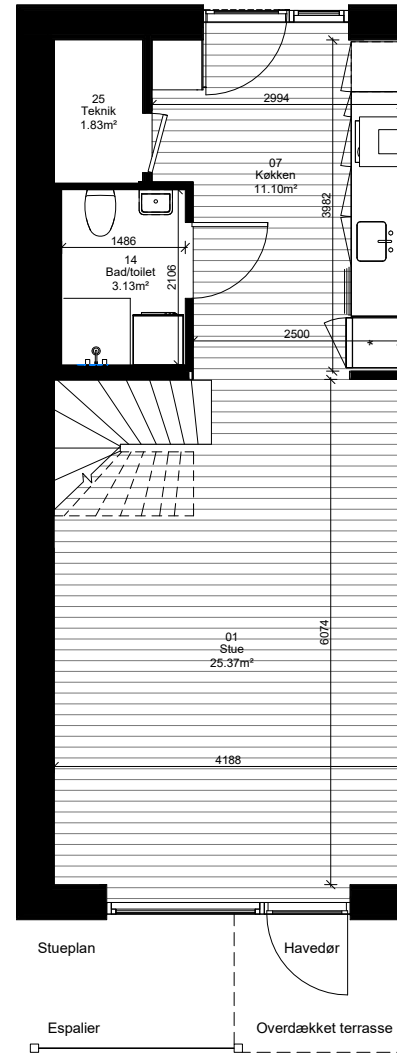 2994
25
Teknik
1.83m²
07
Køkken
11.10m²
3982
1486
14
Bad/toilet
3.13m²
2106
2500
*
01
Stue
25.37m²
6074
4188
Stueplan
Havedør
Espalier
Overdækket terrasse